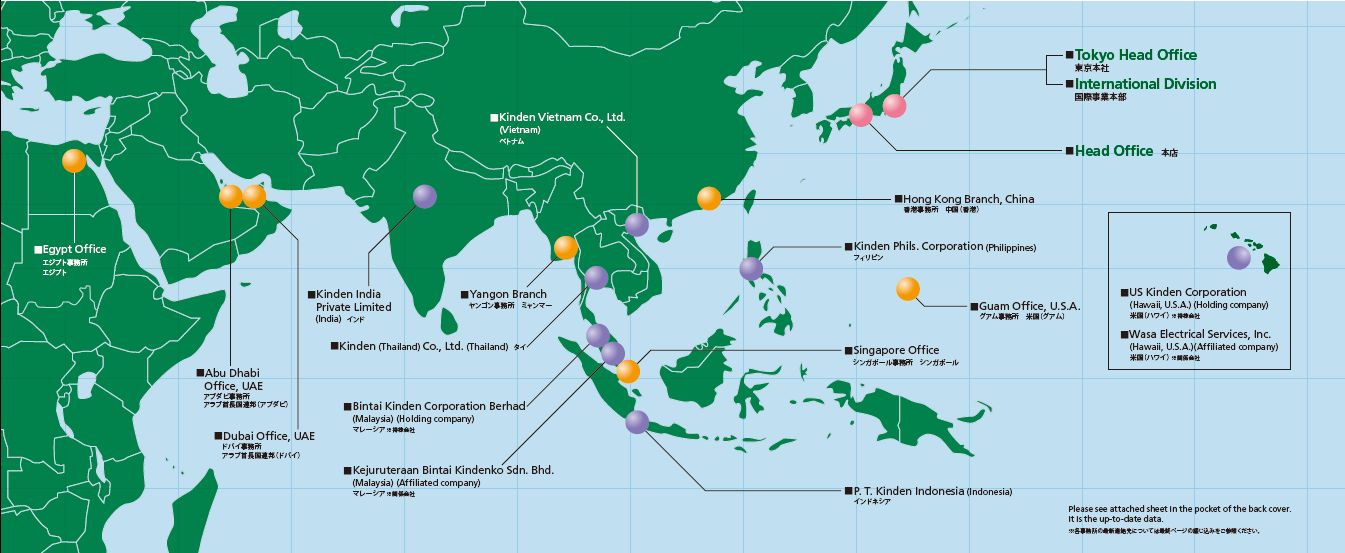 ■Tokyo Head Office
東京本社
■International Division
国際事業本部
■Head Office 本店
■Kinden Vietnam Co., Ltd.
(Vietnam)
ベトナム
■Hong Kong Branch, China
香港事務所 中国(香港)
■Egypt Office
エジプト事務所
エジプト
■Kinden Phils. Corporation (Philippines)
フィリピン
■Kinden India
Private Limited
(India) インド
■Yangon Branch
ヤンゴン事務所 ミャンマー
■Guam Office, U.S.A.
グアム事務所 米国(グアム)
■US Kinden Corporation
(Hawaii, U.S.A.) (Holding company)
米国(ハワイ) ※持株会社
■Wasa Electrical Services, Inc.
(Hawaii, U.S.A.)(Affiliated company)
米国(ハワイ) ※関係会社
■Kinden (Thailand) Co., Ltd. (Thailand) タイ
■Singapore Office
シンガポール事務所 シンガポール
■Abu Dhabi
Office, UAE
アブダビ事務所
アラブ首長国連邦(アブダビ)
■Bintai Kinden Corporation Berhad
(Malaysia) (Holding company)
マレーシア ※持株会社
■Dubai Office, UAE
ドバイ事務所
アラブ首長国連邦(ドバイ)
■Kejuruteraan Bintai Kindenko Sdn. Bhd.
(Malaysia) (Affiliated company)
マレーシア ※関係会社
■P. T. Kinden Indonesia (Indonesia)
インドネシア
Please see attached sheet in the pocket of the back cover.
It is the up-to-date data.
※各事務所の最新連絡先については最終ページの綴じ込みをご参照ください。